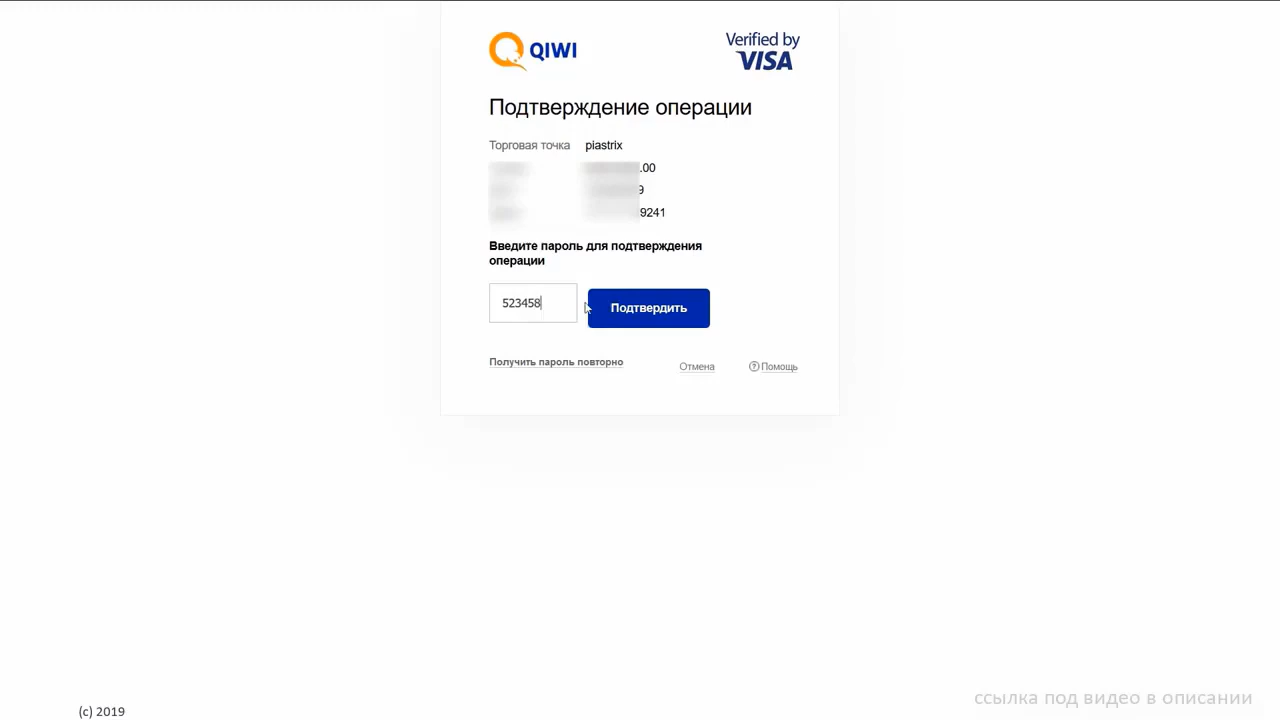 QIWI
Verified by
VISA
Подтверждение операции
Торговая точка piastrix
.00
9
9241
Введите пароль для подтверждения
операции
523458
Подтвердить
Получить пароль повторно
Отмена
Помощь
ссылка под видео в описании
(c) 2019